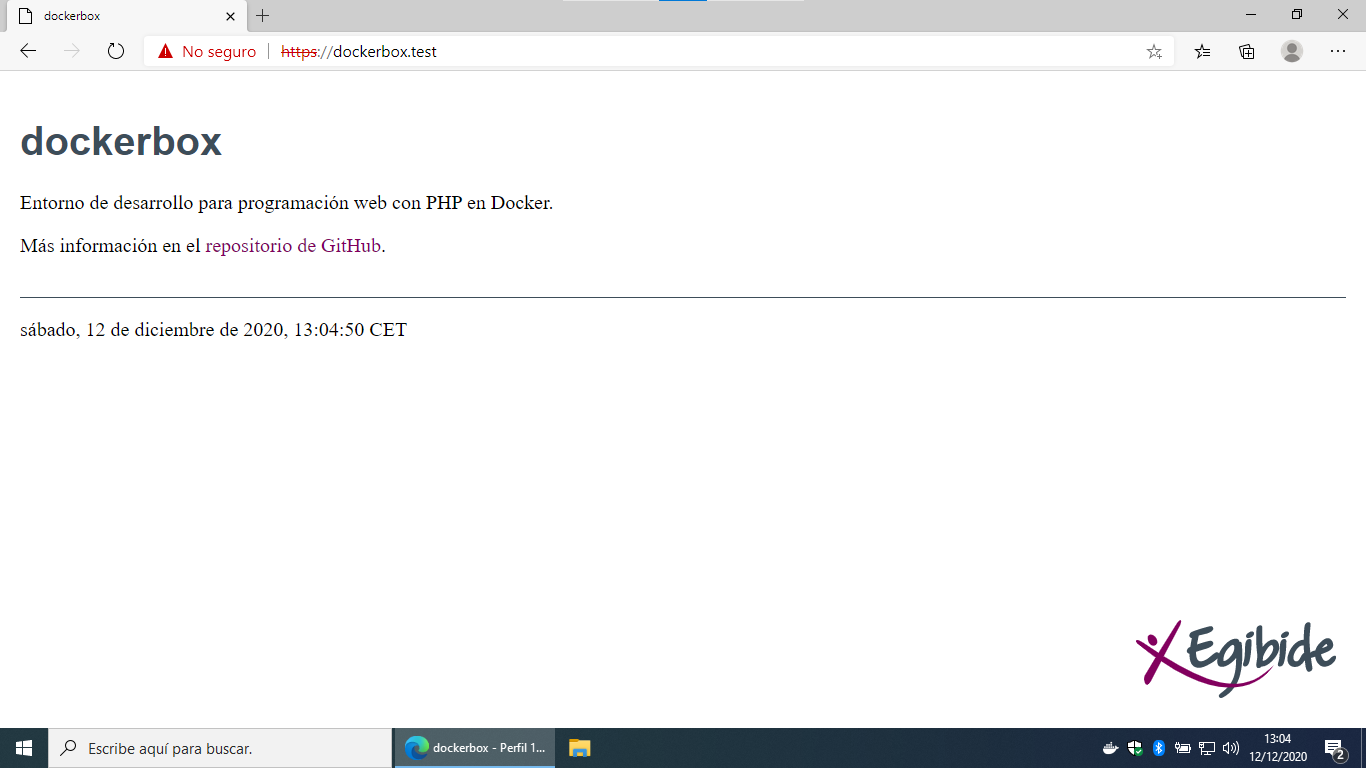 dockerbox
No seguro
https://dockerbox.test
dockerbox
Entorno de desarrollo para programación web con PHP en Docker.
Más información en el repositorio de GitHub.
sábado, 12 de diciembre de 2020, 13:04:50 CET
Egibide
Escribe aquí para buscar.
dockerbox - Perfil 1...
13:04
12/12/2020
2